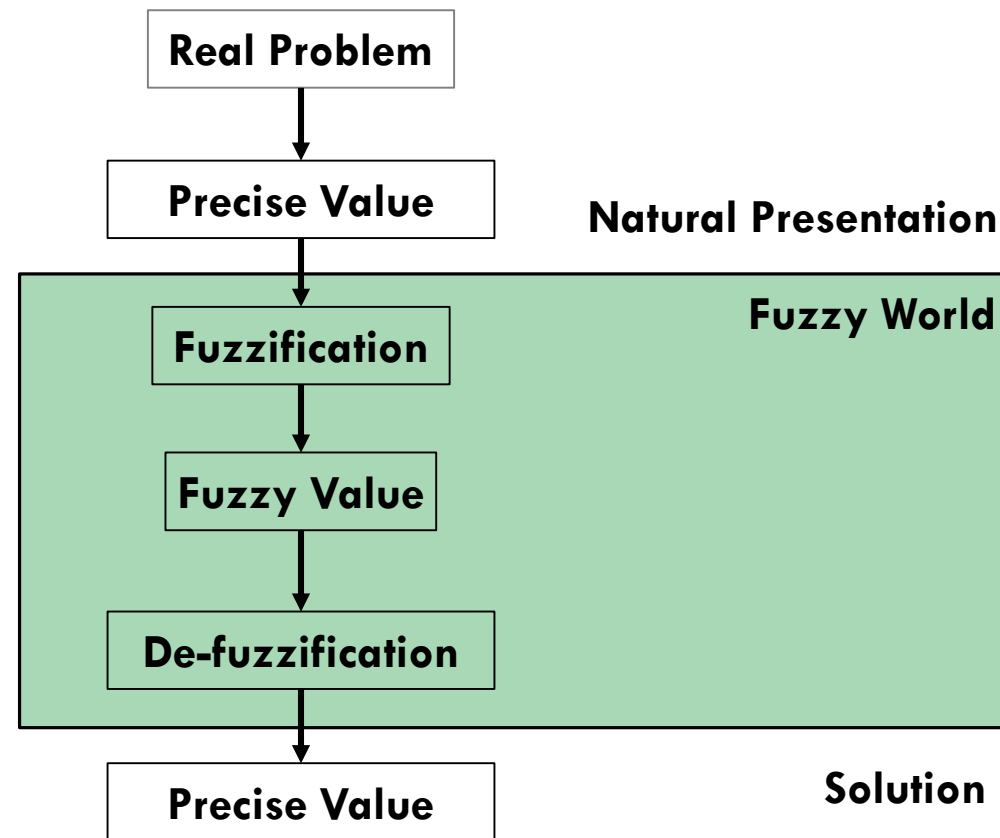 Real Problem
Precise Value
Natural Presentation
Fuzzy World
Fuzzification
Fuzzy Value
De-fuzzification
Solution
Precise Value